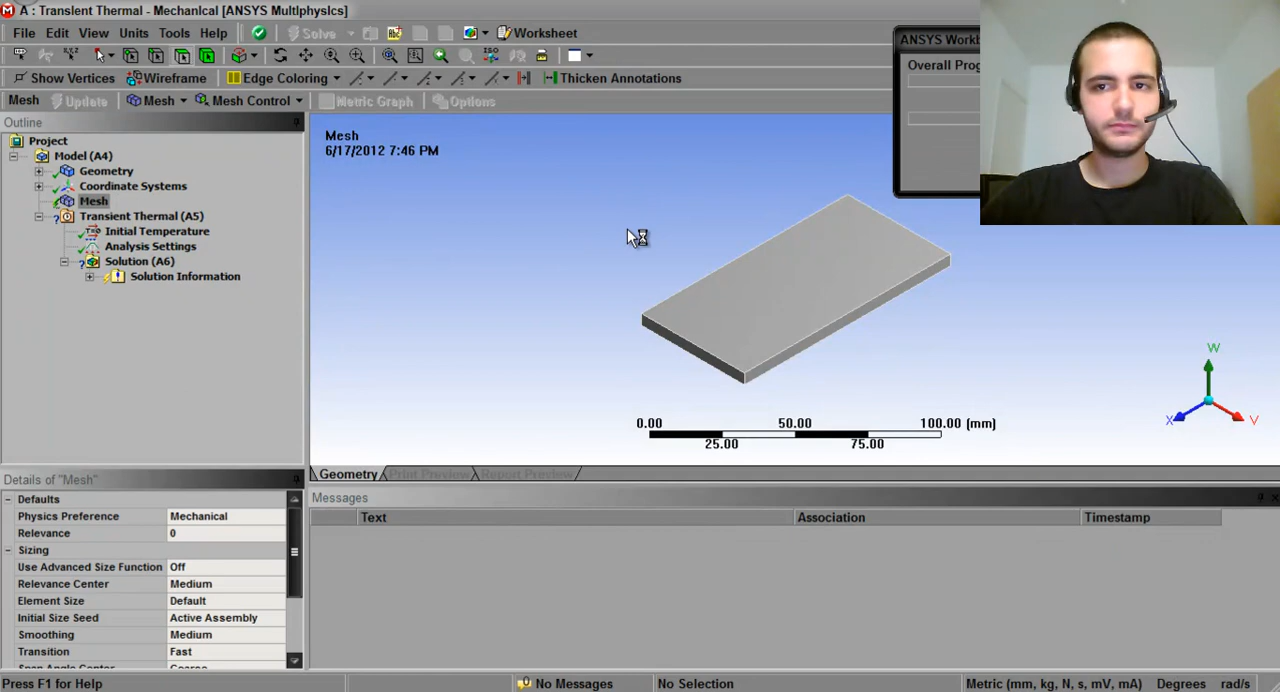 A : Transient Thermal - Mechanical [ANSYS Multiphysics]
File Edit View Units Tools Help Solve Worksheet
Show Vertices Wireframe Edge Coloring Thicken Annotations
Mesh Update Mesh Mesh Control Metric Graph Options
Outline
Project
Model (A4)
Geometry
Coordinate Systems
Mesh
Transient Thermal (A5)
Initial Temperature
Analysis Settings
Solution (A6)
Solution Information
Mesh
6/17/2012 7:46 PM
ANSYS Workb
Overall Prog
W
X
V
0.00 50.00 100.00 (mm)
25.00 75.00
Geometry Print Preview Report Preview
Details of "Mesh"
Defaults
Physics Preference Mechanical
Relevance 0
Sizing
Use Advanced Size Function Off
Relevance Center Medium
Element Size Default
Initial Size Seed Active Assembly
Smoothing Medium
Transition Fast
Span Angle Center Coarse
Messages
Text Association Timestamp
Press F1 for Help No Messages No Selection Metric (mm, kg, N, s, mV, mA) Degrees rad/s